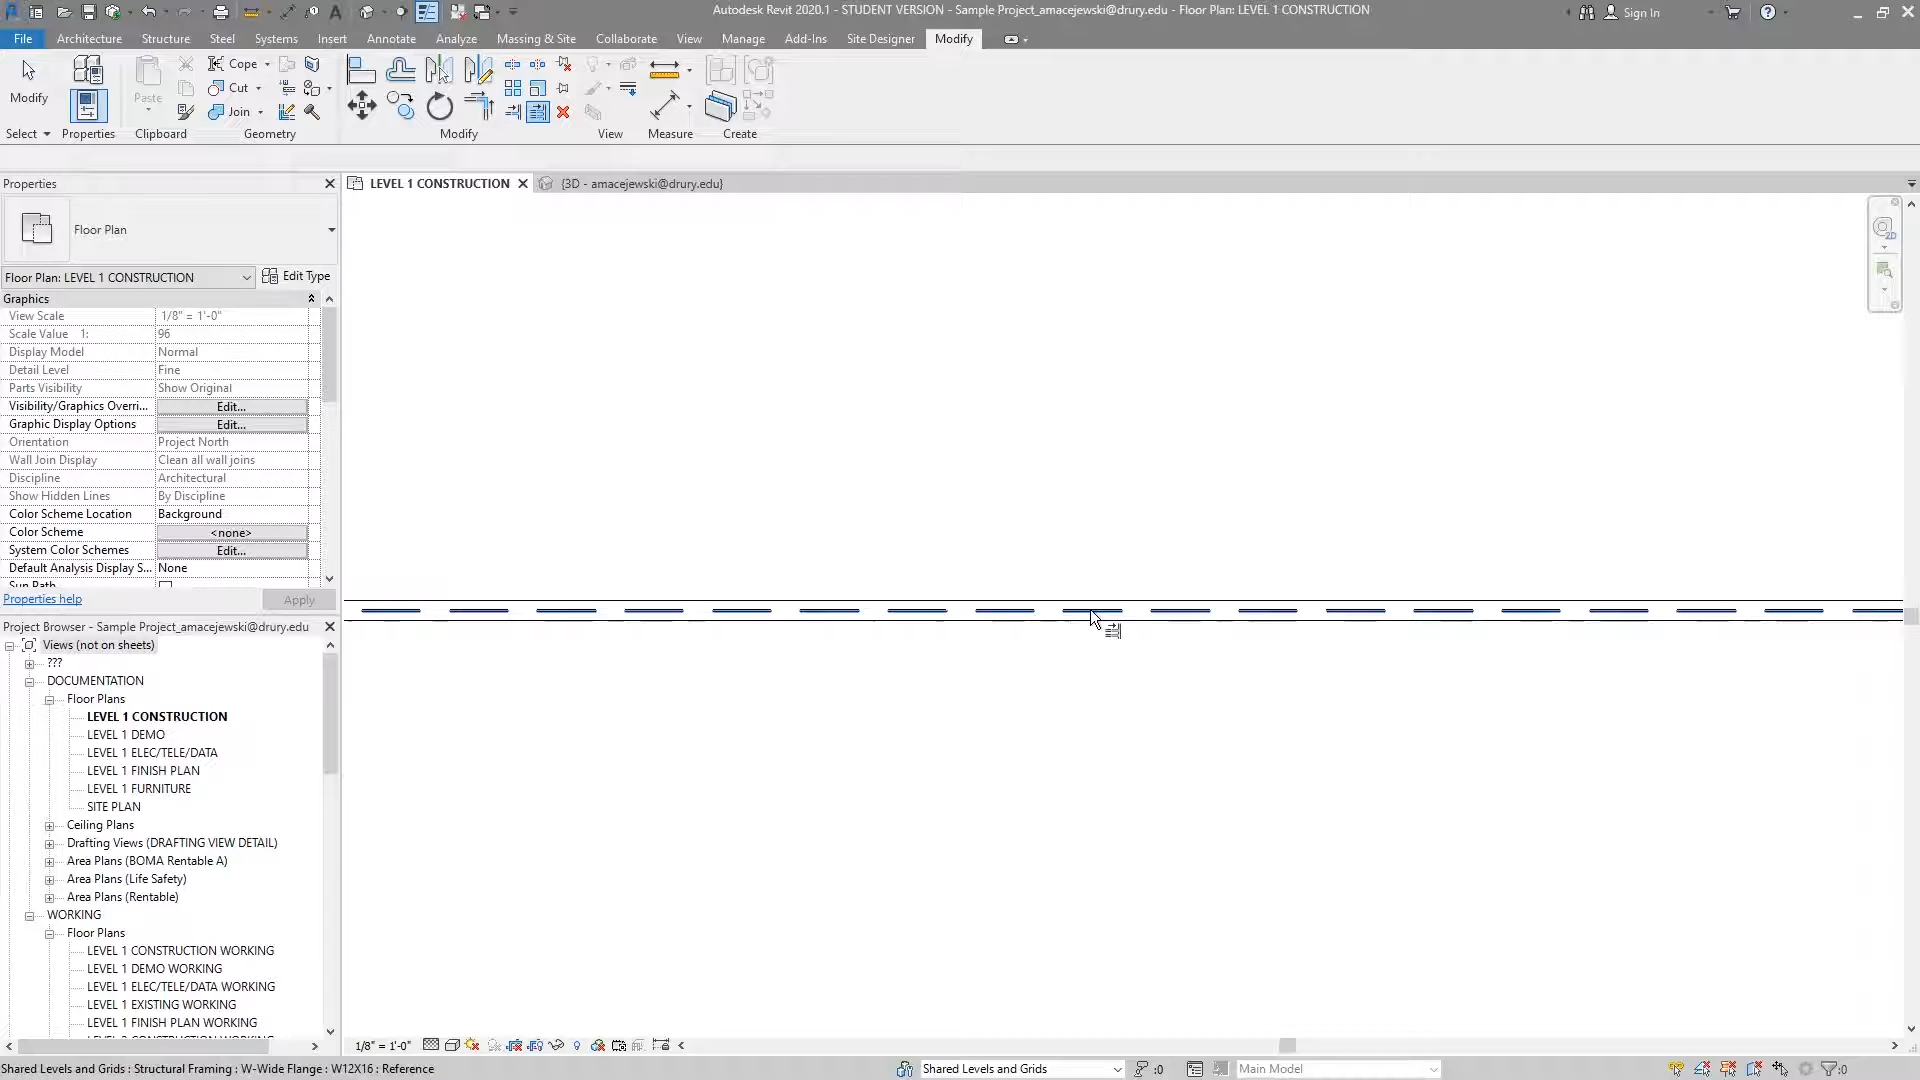 Autodesk Revit 2020.1 - STUDENT VERSION - Sample Project_amacejewski@drury.edu - Floor Plan: LEVEL 1 CONSTRUCTION
Sign In
File Architecture Structure Steel Systems Insert Annotate Analyze Massing & Site Collaborate View Manage Add-Ins Site Designer Modify
Modify
Paste
Cope
Cut
Join
Select Properties Clipboard Geometry Modify View Measure Create
Properties
LEVEL 1 CONSTRUCTION
{3D - amacejewski@drury.edu}
2D
Floor Plan
Floor Plan: LEVEL 1 CONSTRUCTION Edit Type
Graphics
View Scale 1/8" = 1'-0"
Scale Value 1: 96
Display Model Normal
Detail Level Fine
Parts Visibility Show Original
Visibility/Graphics Overri... Edit...
Graphic Display Options Edit...
Orientation Project North
Wall Join Display Clean all wall joins
Discipline Architectural
Show Hidden Lines By Discipline
Color Scheme Location Background
Color Scheme <none>
System Color Schemes Edit...
Default Analysis Display S... None
Sun Path
Properties help Apply
Project Browser - Sample Project_amacejewski@drury.edu
Views (not on sheets)
???
DOCUMENTATION
Floor Plans
LEVEL 1 CONSTRUCTION
LEVEL 1 DEMO
LEVEL 1 ELEC/TELE/DATA
LEVEL 1 FINISH PLAN
LEVEL 1 FURNITURE
SITE PLAN
Ceiling Plans
Drafting Views (DRAFTING VIEW DETAIL)
Area Plans (BOMA Rentable A)
Area Plans (Life Safety)
Area Plans (Rentable)
WORKING
Floor Plans
LEVEL 1 CONSTRUCTION WORKING
LEVEL 1 DEMO WORKING
LEVEL 1 ELEC/TELE/DATA WORKING
LEVEL 1 EXISTING WORKING
LEVEL 1 FINISH PLAN WORKING
1/8" = 1'-0"
Shared Levels and Grids : Structural Framing : W-Wide Flange : W12X16 : Reference
Shared Levels and Grids
:0
Main Model
:0